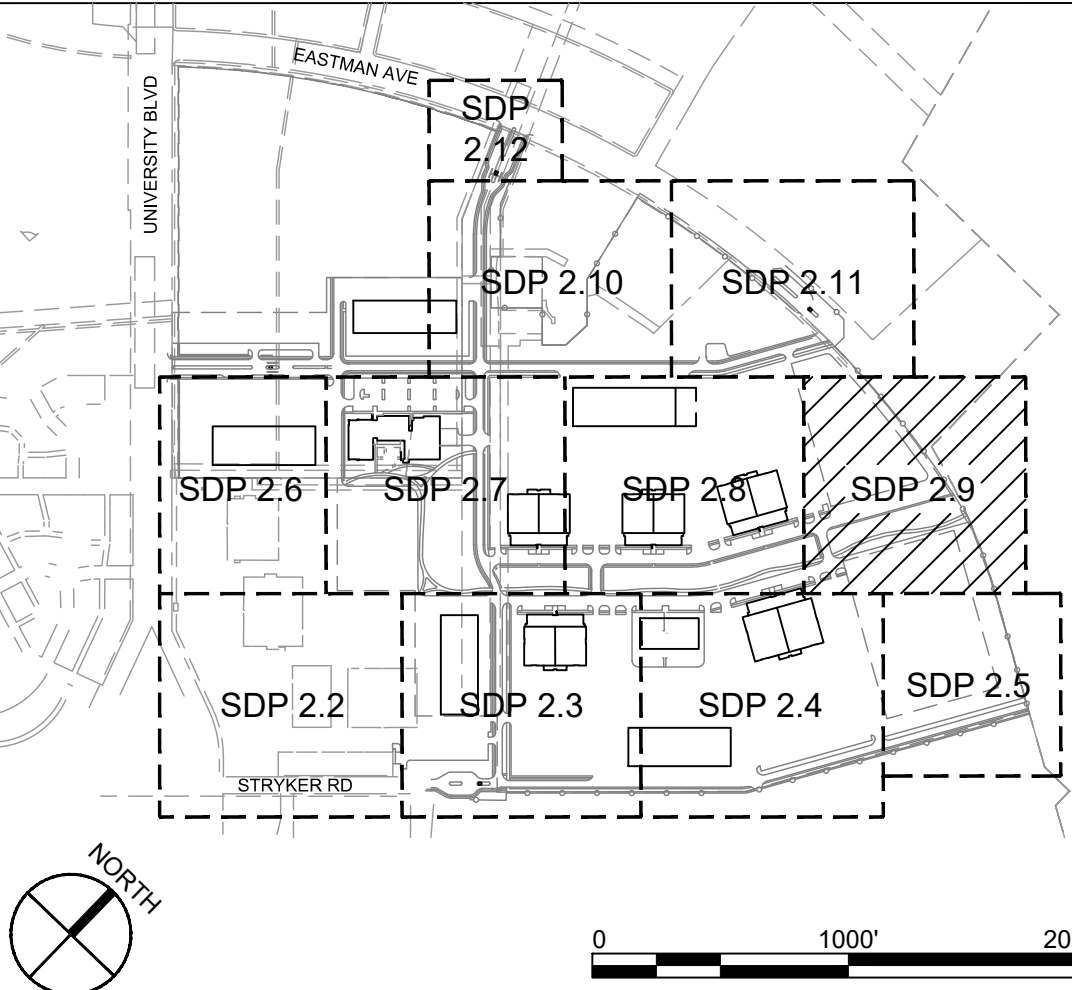 EASTMAN AVE
UNIVERSITY BLVD
SDP
2.12
SDP 2.10
SDP 2.11
SDP 2.6
SDP 2.7
SDP 2.8
SDP 2.9
SDP 2.2
SDP 2.3
SDP 2.4
SDP 2.5
STRYKER RD
NORTH
0
1000'
20